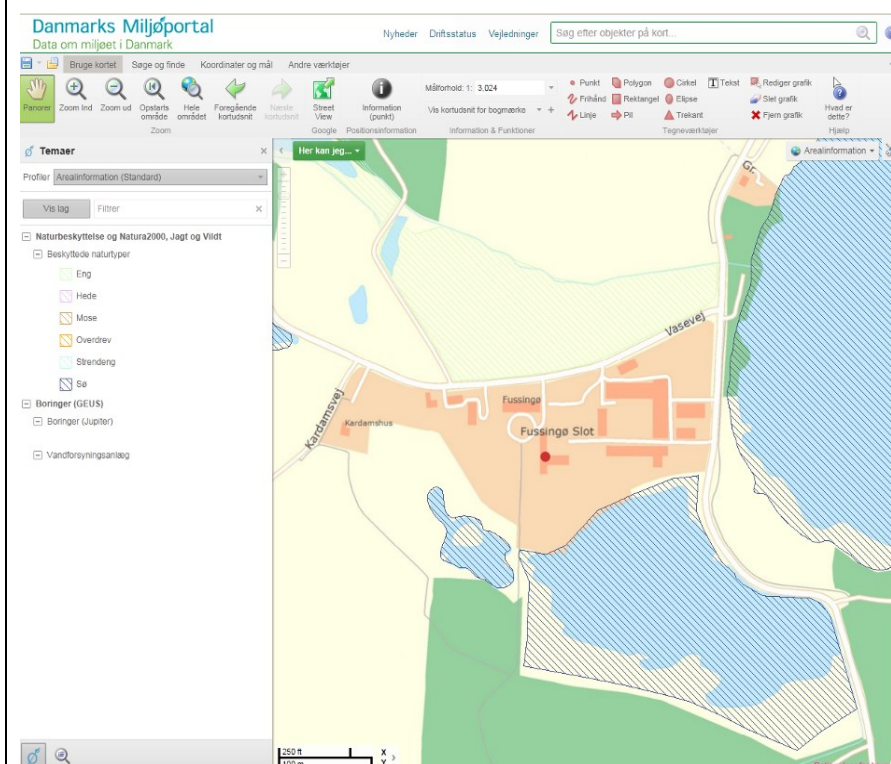 Danmarks Miljøportal
Data om miljøet i Danmark
Nyheder Driftsstatus Vejledninger Søg efter objekter på kort...
Bruge kortet Søge og finde Koordinater og mål Andre værktøjer
Panorer Zoom Ind Zoom ud Opstarts område Hele området Foregående kortudsnit Næste kortudsnit
Zoom
Street View
Google
Information (punkt)
Positionsinformation
Målforhold: 1: 3,024
Vis kortudsnit for bogmærke
Information & Funktioner
Punkt Polygon Cirkel Tekst Rediger grafik
Frihånd Rektangel Elipse Slet grafik
Linje Pil Trekant Fjern grafik
Tegneværktøjer
Hvad er dette?
Hjælp
Temaer
Profiler Arealinformation (Standard)
Vis lag Filtrer
Naturbeskyttelse og Natura2000, Jagt og Vildt
Beskyttede naturtyper
Eng
Hede
Mose
Overdrev
Strandeng
Sø
Boringer (GEUS)
Boringer (Jupiter)
Vandforsyningsanlæg
Her kan jeg...
Arealinformation
Gr.
Vasevej
Kardamsvej
Kardamshus
Fussingø
Fussingø Slot
250 ft
100 m
X
Y